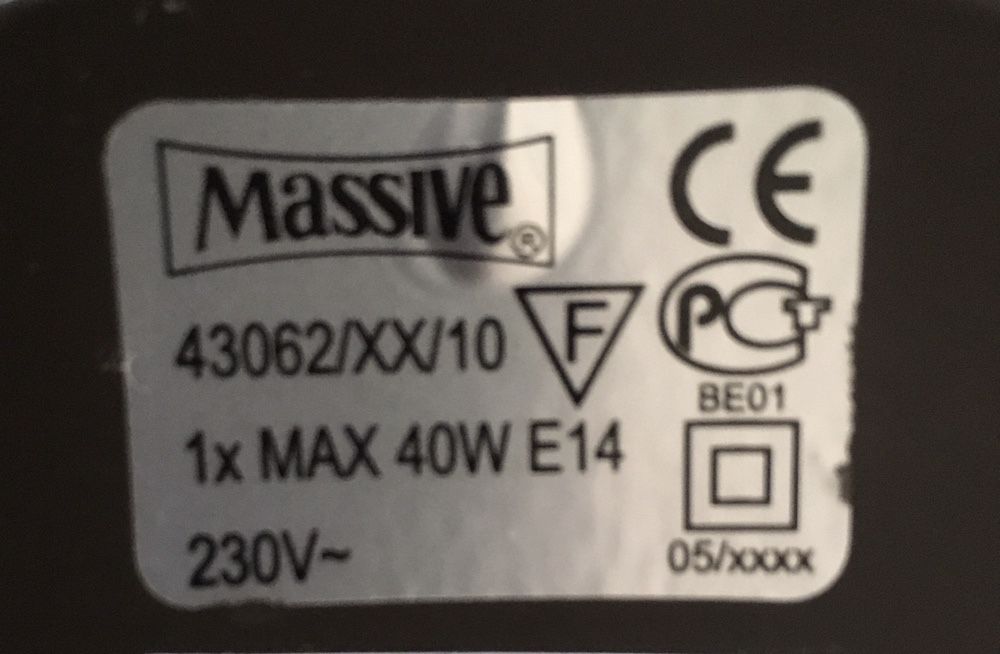 Massive®
CE
43062/XX/10
F
PCT
BE01
1x MAX 40W E14
230V~
05/xxxx